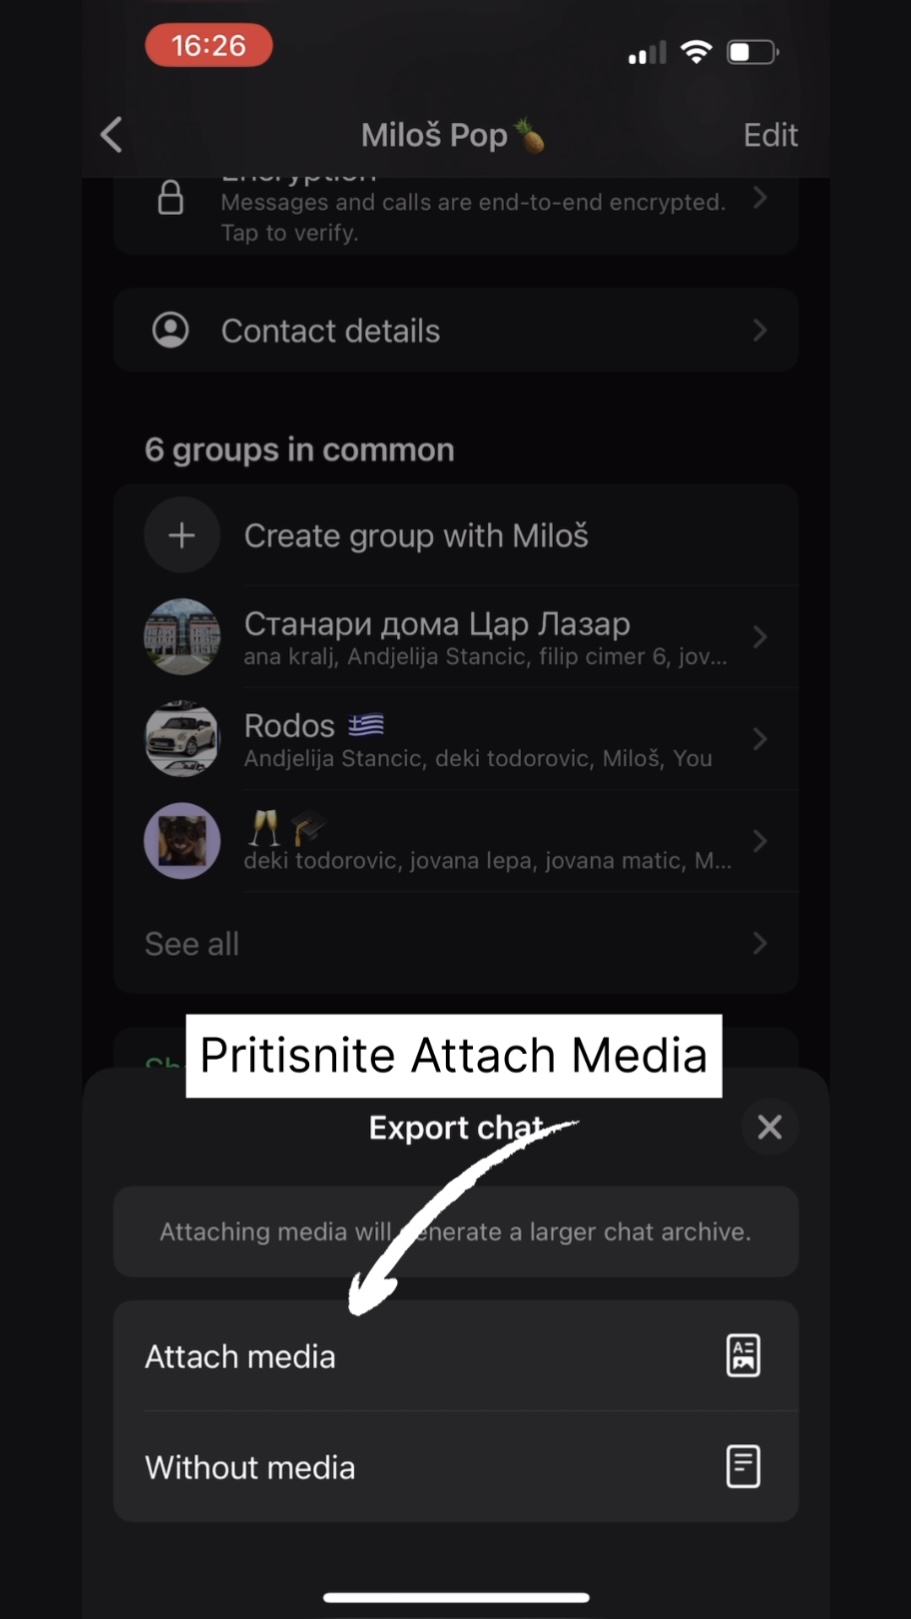 16:26
Miloš Pop🍍
Edit
Encryption
Messages and calls are end-to-end encrypted.
Tap to verify.
Contact details
6 groups in common
Create group with Miloš
Станари дома Цар Лазар
ana kralj, Andjelija Stancic, filip cimer 6, jov...
Rodos 🇬🇷
Andjelija Stancic, deki todorovic, Miloš, You
🥂🎓
deki todorovic, jovana lepa, jovana matic, M...
See all
Pritisnite Attach Media
Export chat
Attaching media will generate a larger chat archive.
Attach media
Without media